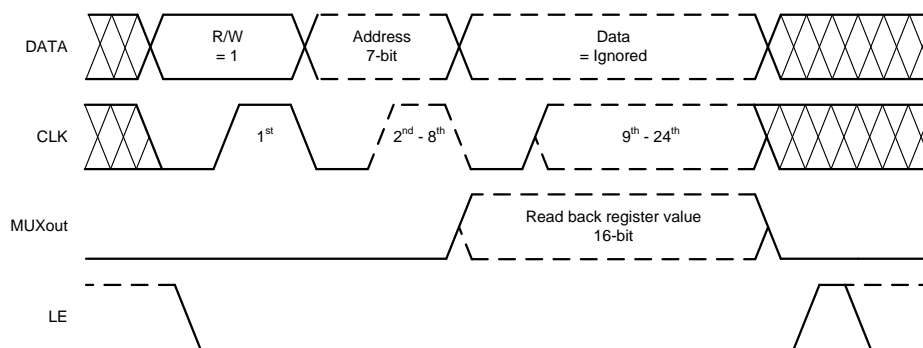 DATA
R/W
= 1
Address
7-bit
Data
= Ignored
CLK
1st
2nd - 8th
9th - 24th
MUXout
Read back register value
16-bit
LE